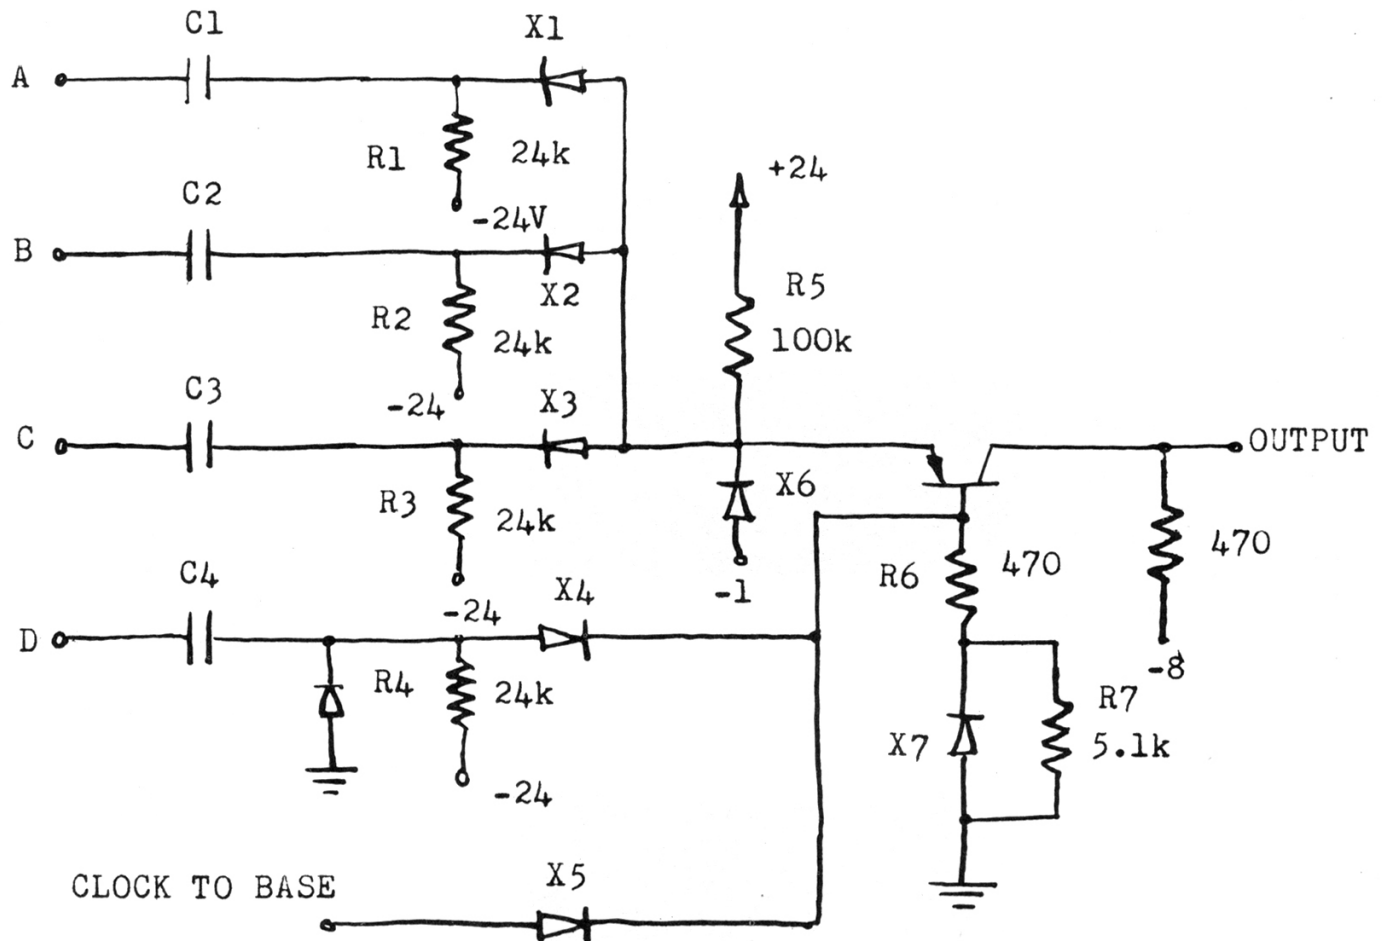 C1
X1
A
R1
24k
-24V
+24
C2
B
X2
R2
24k
-24
R5
100k
C3
X3
C
OUTPUT
R3
24k
-24
X6
-1
C4
X4
D
R4
24k
-24
R6
470
470
-8
X7
R7
5.1k
X5
CLOCK TO BASE